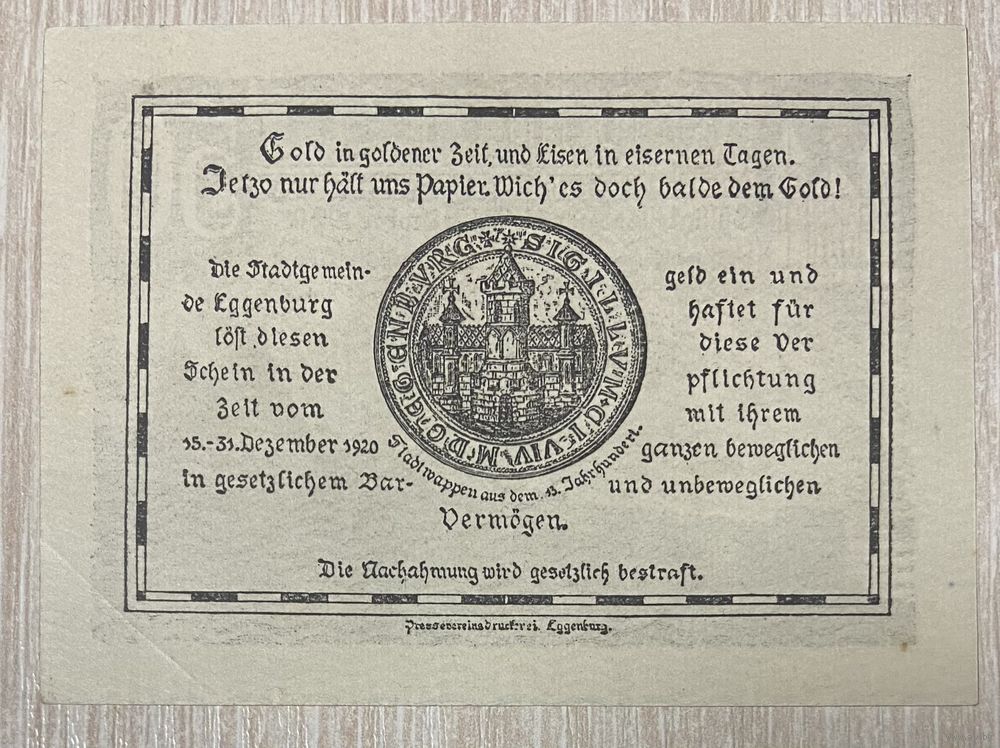 Gold in goldener Zeit, und Eisen in eisernen Tagen.
Jetzo nur hält uns Papier. Wich' es doch balde dem Gold!
Die Stadtgemein-
de Eggenburg
löst diesen
Schein in der
Zeit vom
15.-31. Dezember 1920
in gesetzlichem Bar-
geld ein und
haftet für
diese Ver
pflichtung
mit ihrem
ganzen beweglichen
und unbeweglichen
Vermögen.
SIGILLVM CIVIVM
ENBVRG
Stadtwappen aus dem 13. Jahrhundert.
Die Nachahmung wird gesetzlich bestraft.
Pressevereinsdruckerei Eggenburg.